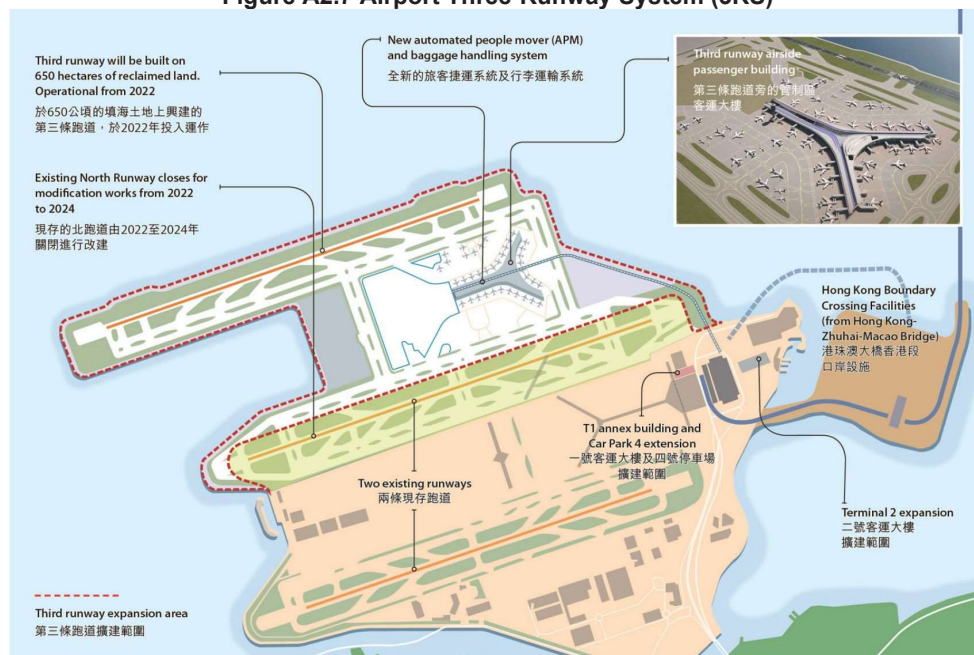 Figure A2.7 Airport Three-Runway System (3RS)
Third runway will be built on
650 hectares of reclaimed land.
Operational from 2022
於650公頃的填海土地上興建的
第三條跑道，於2022年投入運作
Existing North Runway closes for
modification works from 2022
to 2024
現存的北跑道由2022至2024年
關閉進行改建
New automated people mover (APM)
and baggage handling system
全新的旅客捷運系統及行李運輸系統
Third runway airside
passenger building
第三條跑道旁的管制區
客運大樓
Hong Kong Boundary
Crossing Facilities
(from Hong Kong-
Zhuhai-Macao Bridge)
港珠澳大橋香港段
口岸設施
T1 annex building and
Car Park 4 extension
一號客運大樓及四號停車場
擴建範圍
Two existing runways
兩條現存跑道
Terminal 2 expansion
二號客運大樓
擴建範圍
Third runway expansion area
第三條跑道擴建範圍